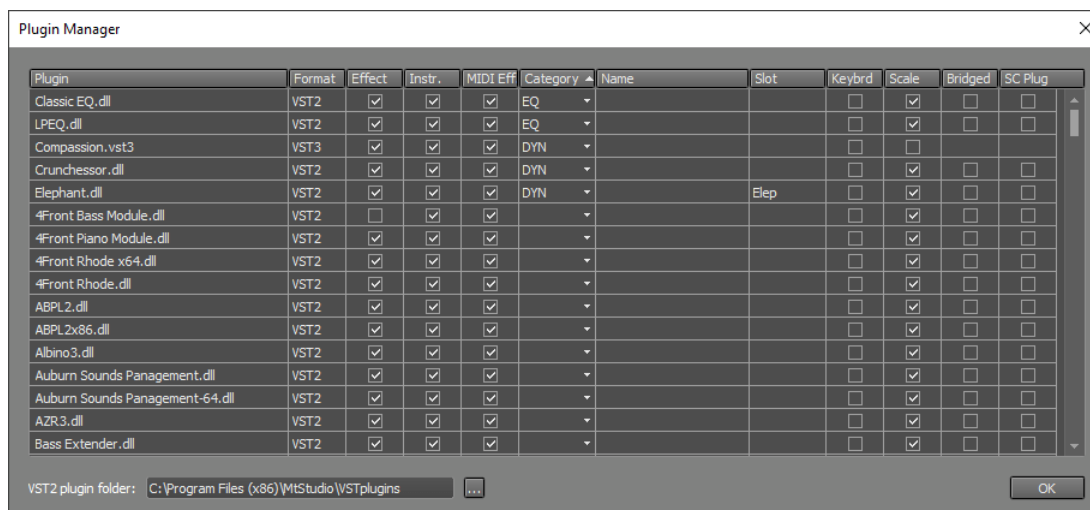 Plugin Manager
Plugin Format Effect Instr. MIDI Eff Category Name Slot Keybrd Scale Bridged SC Plug
Classic EQ.dll VST2 EQ
LPEQ.dll VST2 EQ
Compassion.vst3 VST3 DYN
Crunchessor.dll VST2 DYN
Elephant.dll VST2 DYN Elep
4Front Bass Module.dll VST2
4Front Piano Module.dll VST2
4Front Rhode x64.dll VST2
4Front Rhode.dll VST2
ABPL2.dll VST2
ABPL2x86.dll VST2
Albino3.dll VST2
Auburn Sounds Panagement.dll VST2
Auburn Sounds Panagement-64.dll VST2
AZR3.dll VST2
Bass Extender.dll VST2
VST2 plugin folder: C:\Program Files (x86)\MtStudio\VSTplugins ... OK